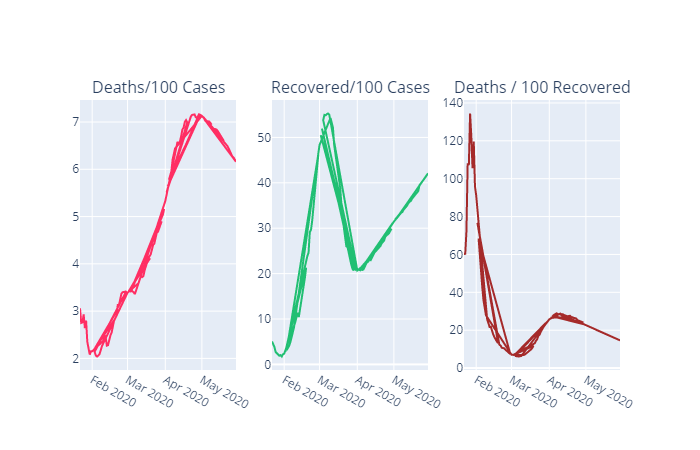 Deaths/100 Cases
7
6
5
4
3
2
Feb 2020
Mar 2020
Apr 2020
May 2020
Recovered/100 Cases
50
40
30
20
10
0
Feb 2020
Mar 2020
Apr 2020
May 2020
Deaths / 100 Recovered
140
120
100
80
60
40
20
0
Feb 2020
Mar 2020
Apr 2020
May 2020